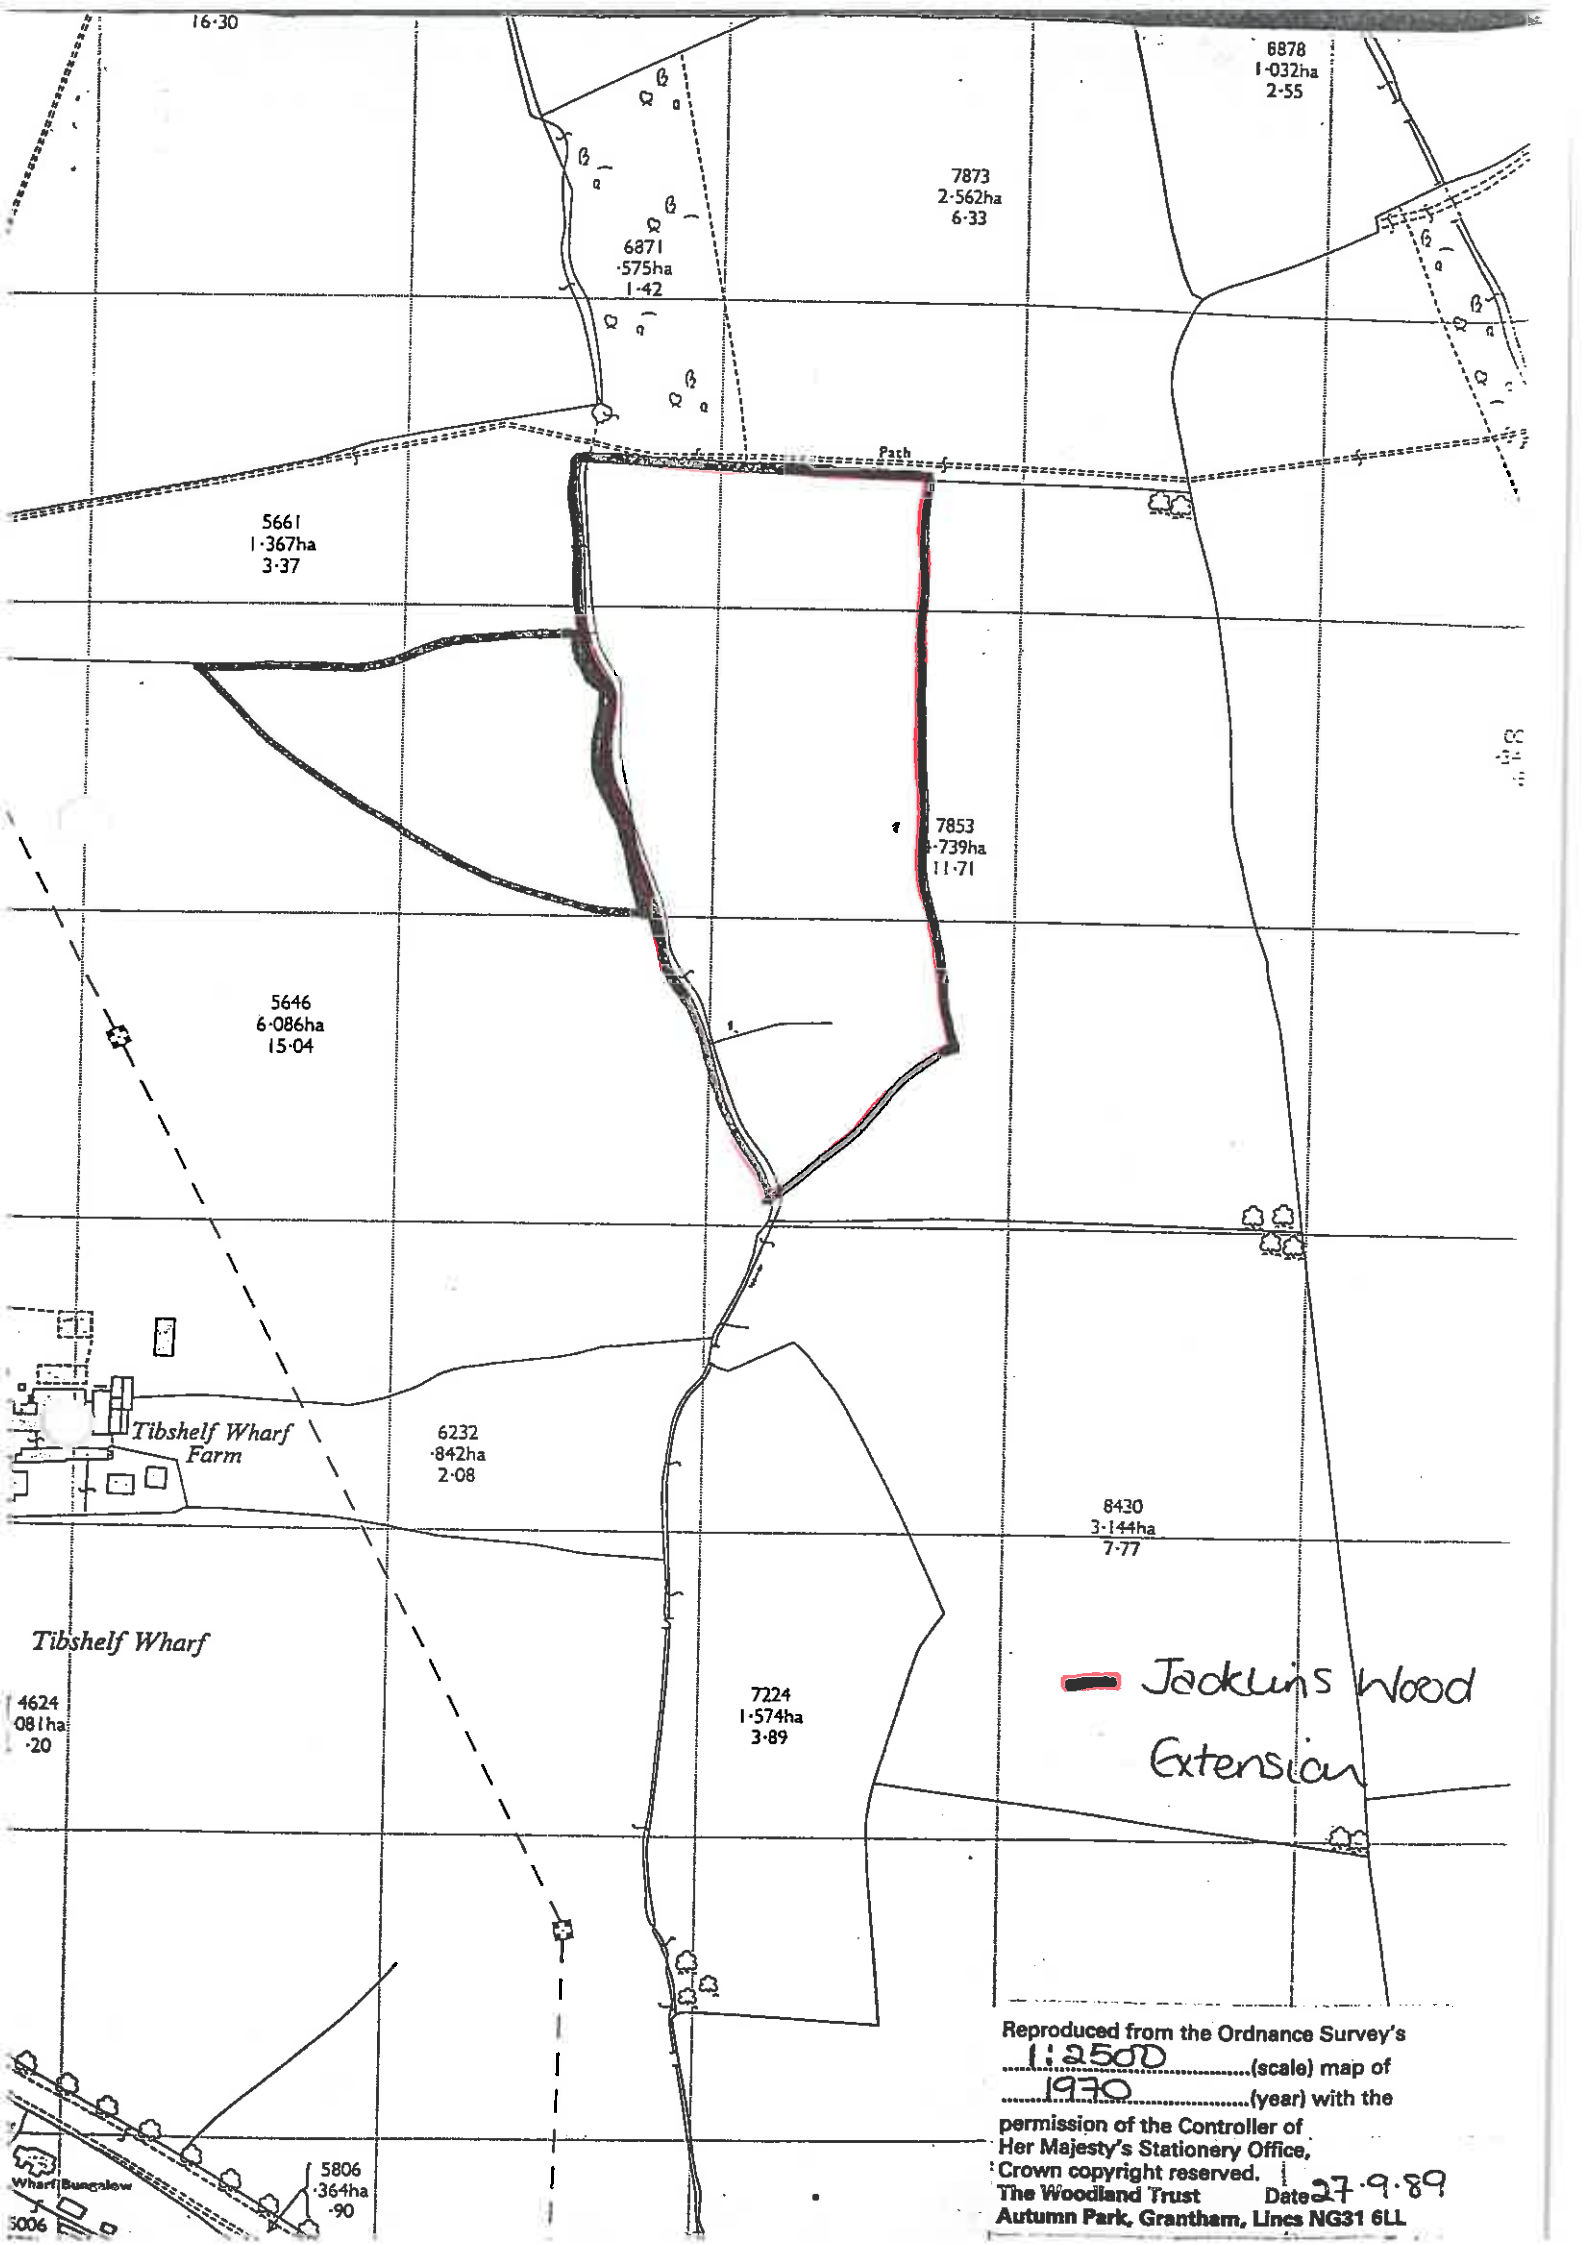 16·30
6878
1·032ha
2·55
7873
2·562ha
6·33
6871
·575ha
1·42
Path
5661
1·367ha
3·37
7853
·739ha
11·71
5646
6·086ha
15·04
Tibshelf Wharf
Farm
6232
·842ha
2·08
8430
3·144ha
7·77
Tibshelf Wharf
4624
·081ha
·20
7224
1·574ha
3·89
Jacklins Wood
Extension
Reproduced from the Ordnance Survey's
1:2500 (scale) map of
1970 (year) with the
permission of the Controller of
Her Majesty's Stationery Office,
Crown copyright reserved.
The Woodland Trust Date 27·9·89
Autumn Park, Grantham, Lincs NG31 6LL
5806
·364ha
·90
Wharf Bungalow
5006